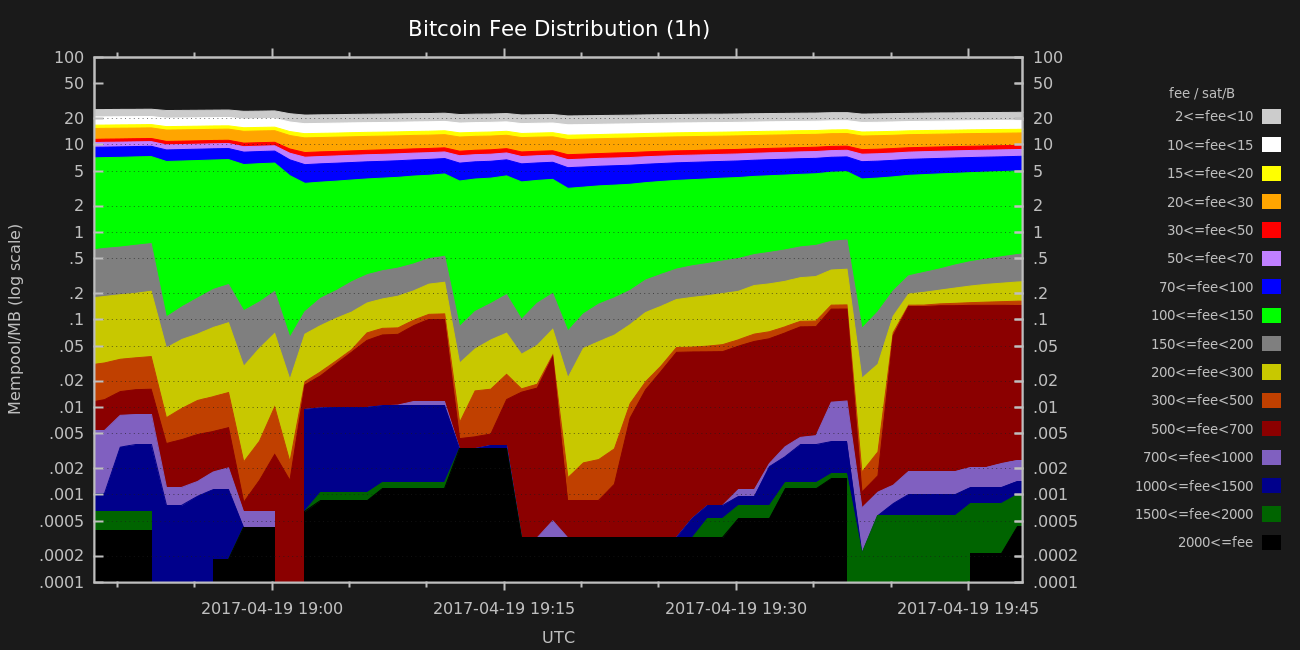 Bitcoin Fee Distribution (1h)
Mempool/MB (log scale)
100
50
20
10
5
2
1
.5
.2
.1
.05
.02
.01
.005
.002
.001
.0005
.0002
.0001
100
50
20
10
5
2
1
.5
.2
.1
.05
.02
.01
.005
.002
.001
.0005
.0002
.0001
fee / sat/B
2<=fee<10
10<=fee<15
15<=fee<20
20<=fee<30
30<=fee<50
50<=fee<70
70<=fee<100
100<=fee<150
150<=fee<200
200<=fee<300
300<=fee<500
500<=fee<700
700<=fee<1000
1000<=fee<1500
1500<=fee<2000
2000<=fee
2017-04-19 19:00 2017-04-19 19:15 2017-04-19 19:30 2017-04-19 19:45
UTC